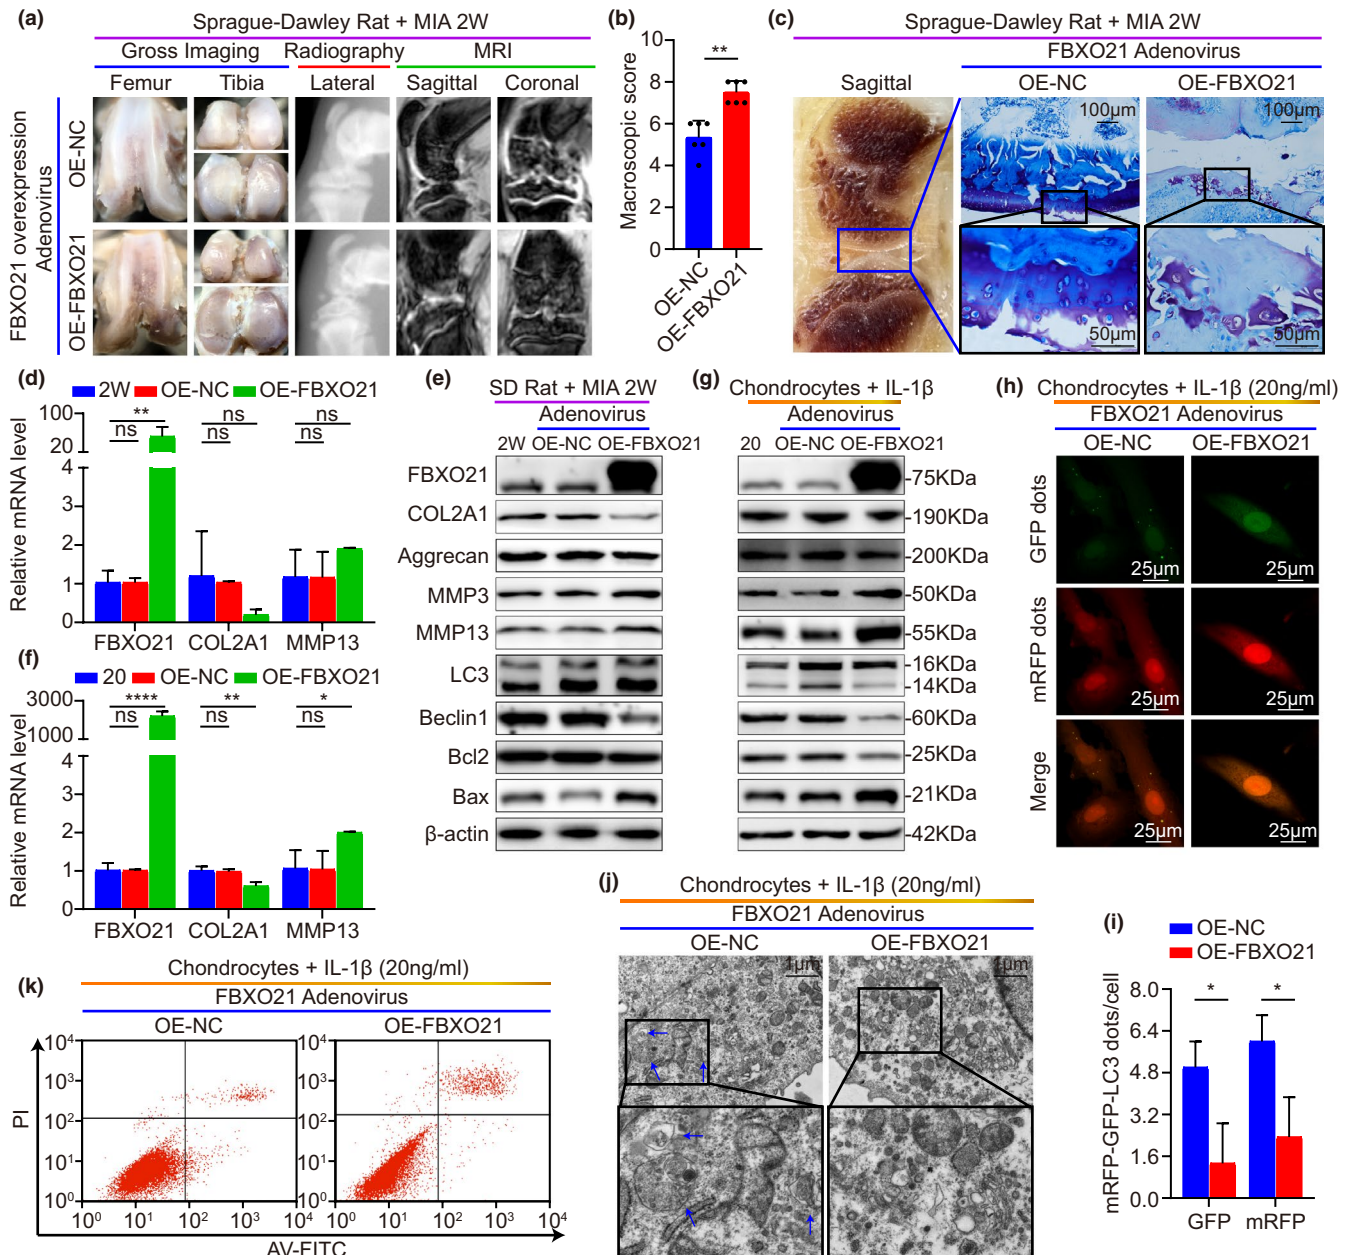 (a)
Sprague-Dawley Rat + MIA 2W
Gross Imaging Radiography MRI
Femur Tibia Lateral Sagittal Coronal
FBXO21 overexpression
Adenovirus
OE-NC
OE-FBXO21
(b)
Macroscopic score
10
8
6
4
2
0
**
OE-NC
OE-FBXO21
(c)
Sprague-Dawley Rat + MIA 2W
FBXO21 Adenovirus
Sagittal OE-NC OE-FBXO21
100µm 100µm
50µm 50µm
(d)
2W OE-NC OE-FBXO21
Relative mRNA level
100
20
4
3
2
1
0
** ns ns
ns ns ns
FBXO21 COL2A1 MMP13
(e)
SD Rat + MIA 2W
Adenovirus
2W OE-NC OE-FBXO21
FBXO21
COL2A1
Aggrecan
MMP3
MMP13
LC3
Beclin1
Bcl2
Bax
β-actin
(g)
Chondrocytes + IL-1β
Adenovirus
20 OE-NC OE-FBXO21
-75KDa
-190KDa
-200KDa
-50KDa
-55KDa
-16KDa
-14KDa
-60KDa
-25KDa
-21KDa
-42KDa
(h)
Chondrocytes + IL-1β (20ng/ml)
FBXO21 Adenovirus
OE-NC OE-FBXO21
GFP dots
25µm 25µm
mRFP dots
25µm 25µm
Merge
25µm 25µm
(f)
20 OE-NC OE-FBXO21
Relative mRNA level
3000
1000
4
3
2
1
0
**** ** *
ns ns ns
FBXO21 COL2A1 MMP13
(j)
Chondrocytes + IL-1β (20ng/ml)
FBXO21 Adenovirus
OE-NC OE-FBXO21
1µm 1µm
(i)
OE-NC
OE-FBXO21
mRFP-GFP-LC3 dots/cell
8.0
6.4
4.8
3.2
1.6
0.0
* *
GFP mRFP
(k)
Chondrocytes + IL-1β (20ng/ml)
FBXO21 Adenovirus
OE-NC OE-FBXO21
PI
10⁴ 10⁴
10³ 10³
10² 10²
10¹ 10¹
10⁰ 10⁰
10⁰ 10¹ 10² 10³ 10⁴ 10⁰ 10¹ 10² 10³ 10⁴
AV-FITC